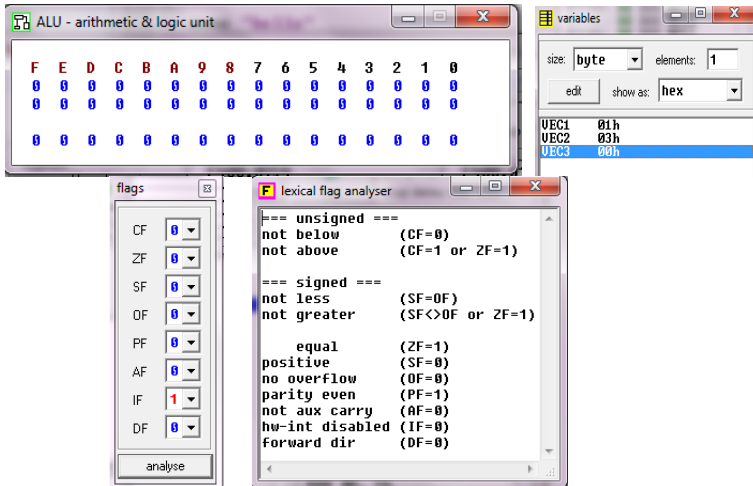 ALU - arithmetic & logic unit
F E D C B A 9 8 7 6 5 4 3 2 1 0
0 0 0 0 0 0 0 0 0 0 0 0 0 0 0 0
0 0 0 0 0 0 0 0 0 0 0 0 0 0 0 0
0 0 0 0 0 0 0 0 0 0 0 0 0 0 0 0
variables
size: byte elements: 1
edit show as: hex
VEC1 01h
VEC2 03h
VEC3 00h
flags
CF 0
ZF 0
SF 0
OF 0
PF 0
AF 0
IF 1
DF 0
analyse
F lexical flag analyser
=== unsigned ===
not below (CF=0)
not above (CF=1 or ZF=1)
=== signed ===
not less (SF=OF)
not greater (SF<>OF or ZF=1)
equal (ZF=1)
positive (SF=0)
no overflow (OF=0)
parity even (PF=1)
not aux carry (AF=0)
hw-int disabled (IF=0)
forward dir (DF=0)